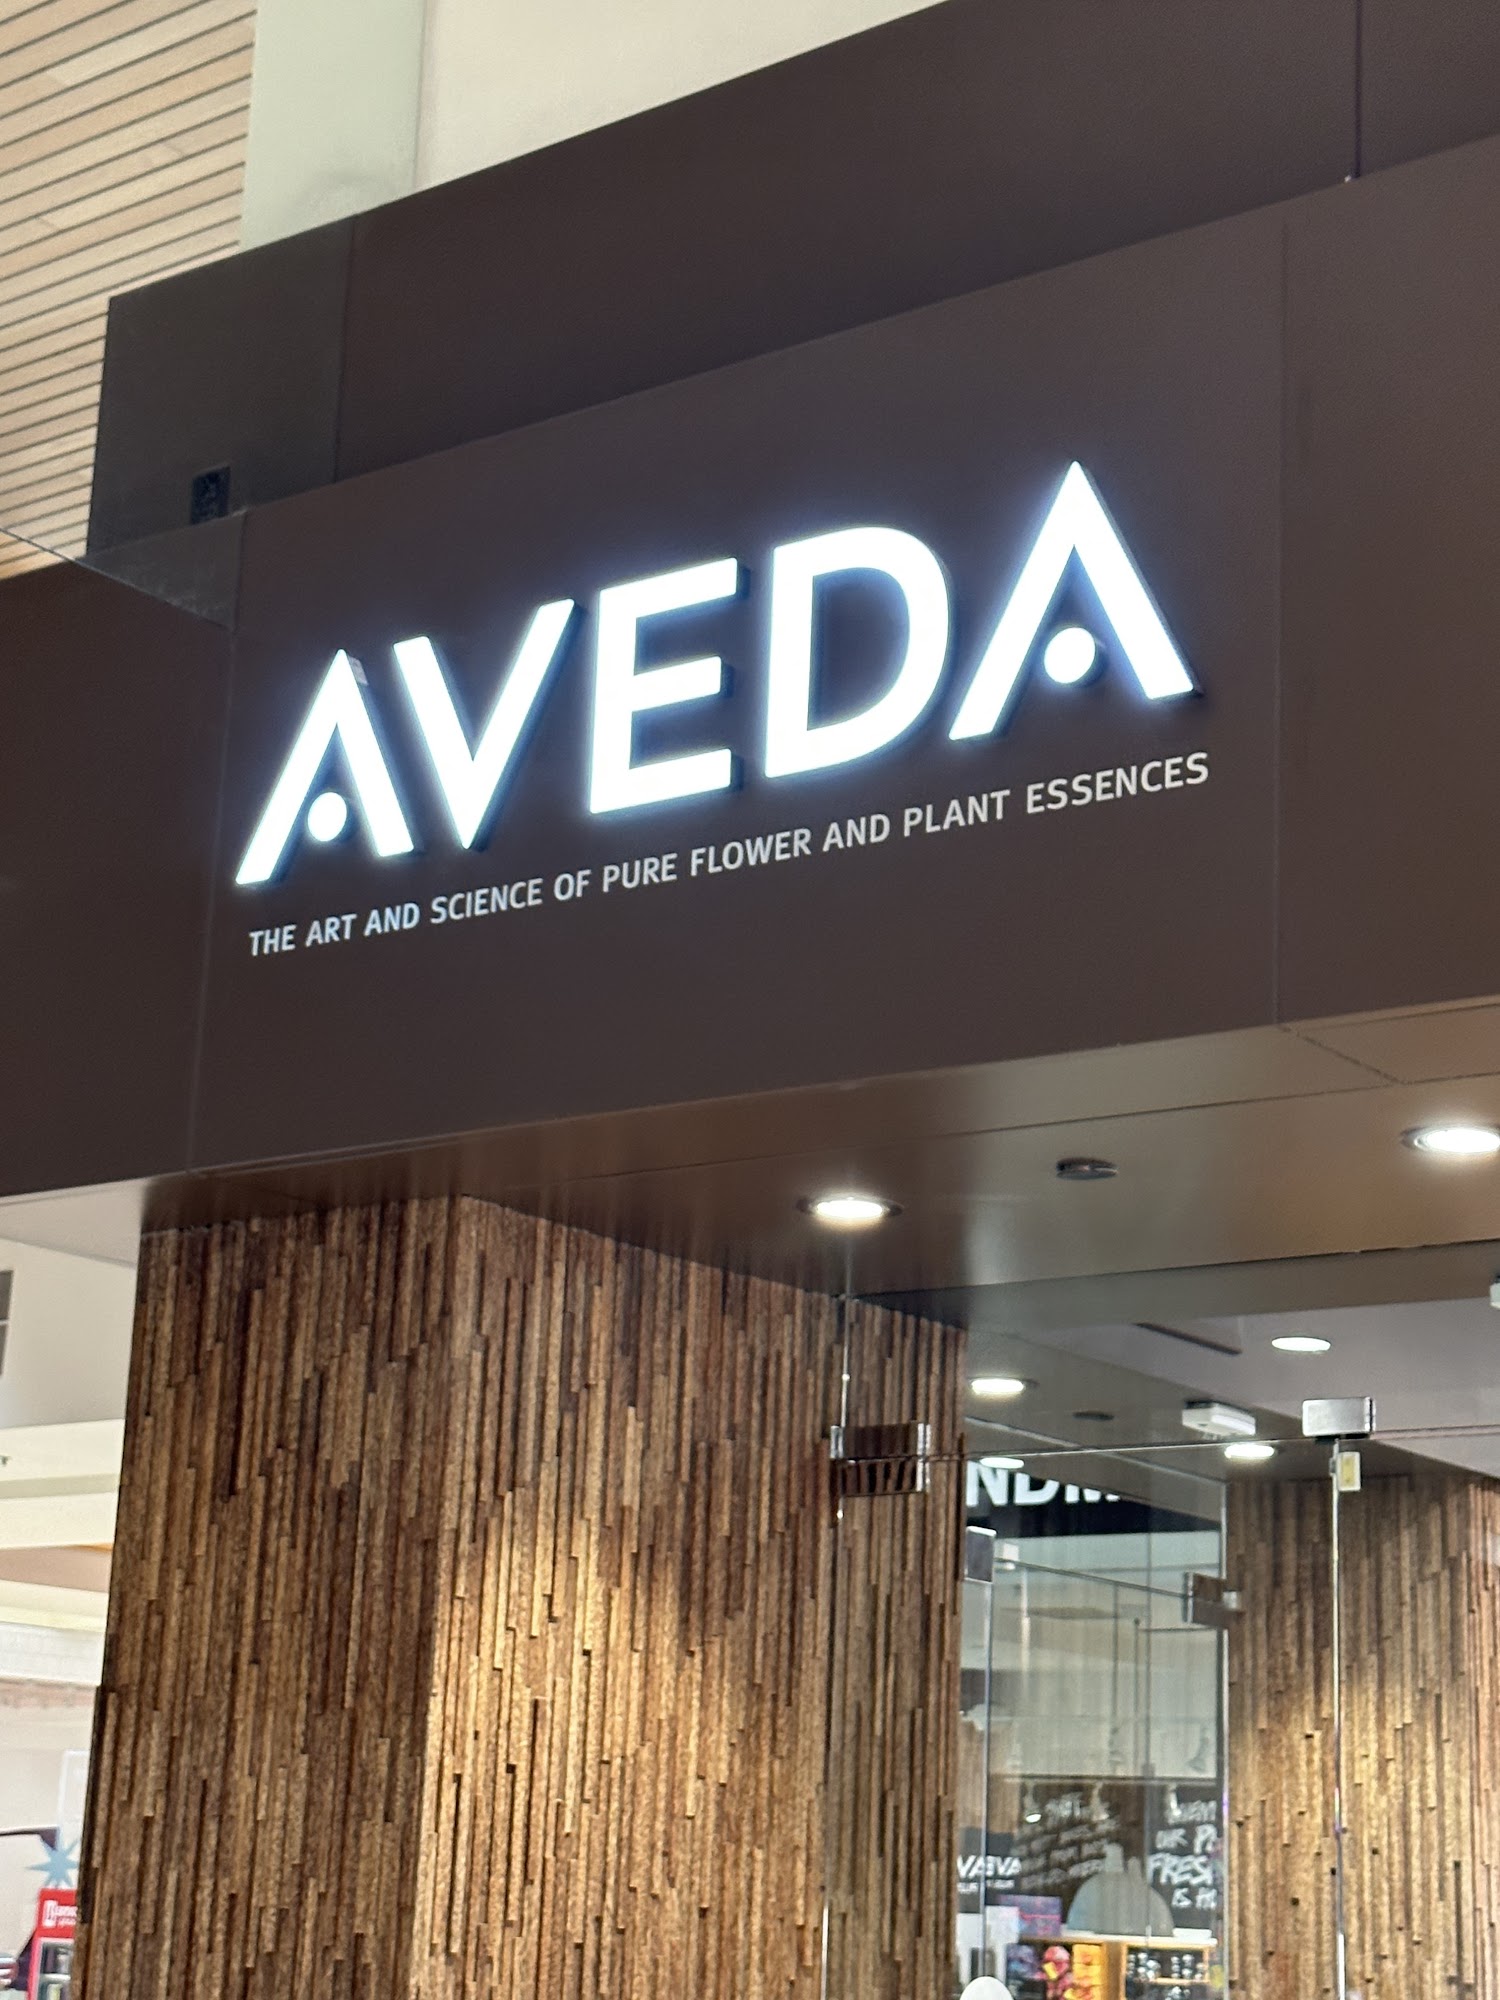 AVEDA
THE ART AND SCIENCE OF PURE FLOWER AND PLANT ESSENCES